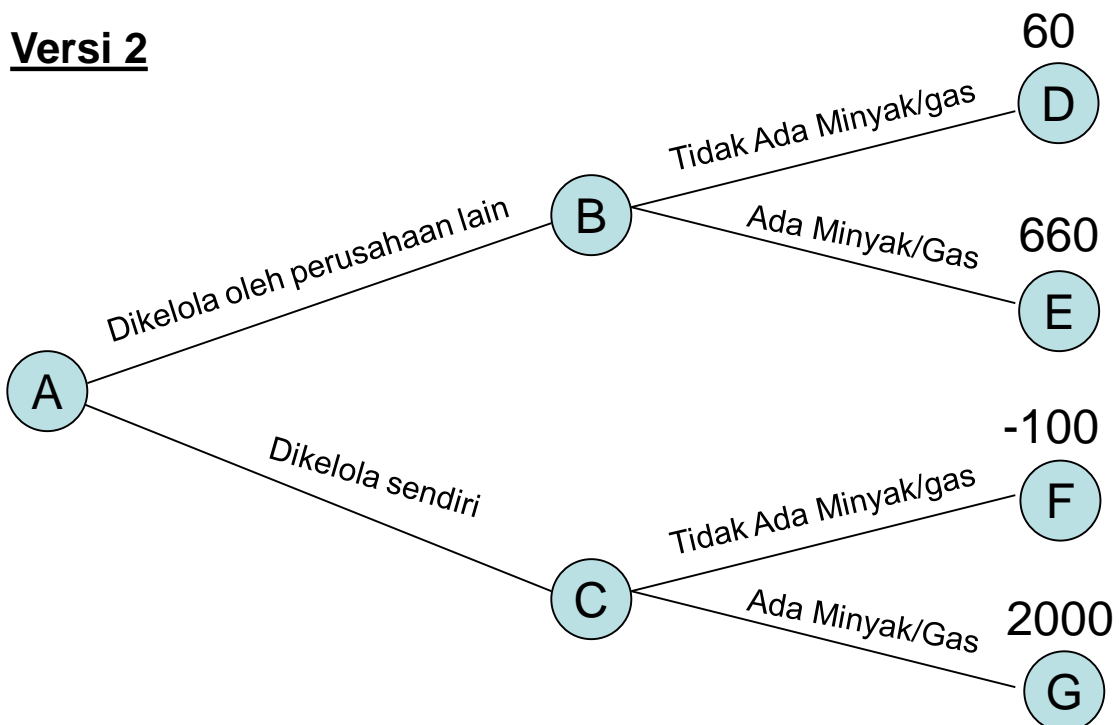 Versi 2
60
D
Tidak Ada Minyak/gas
B
Ada Minyak/Gas
660
E
Dikelola oleh perusahaan lain
A
Dikelola sendiri
-100
F
Tidak Ada Minyak/gas
C
Ada Minyak/Gas
2000
G